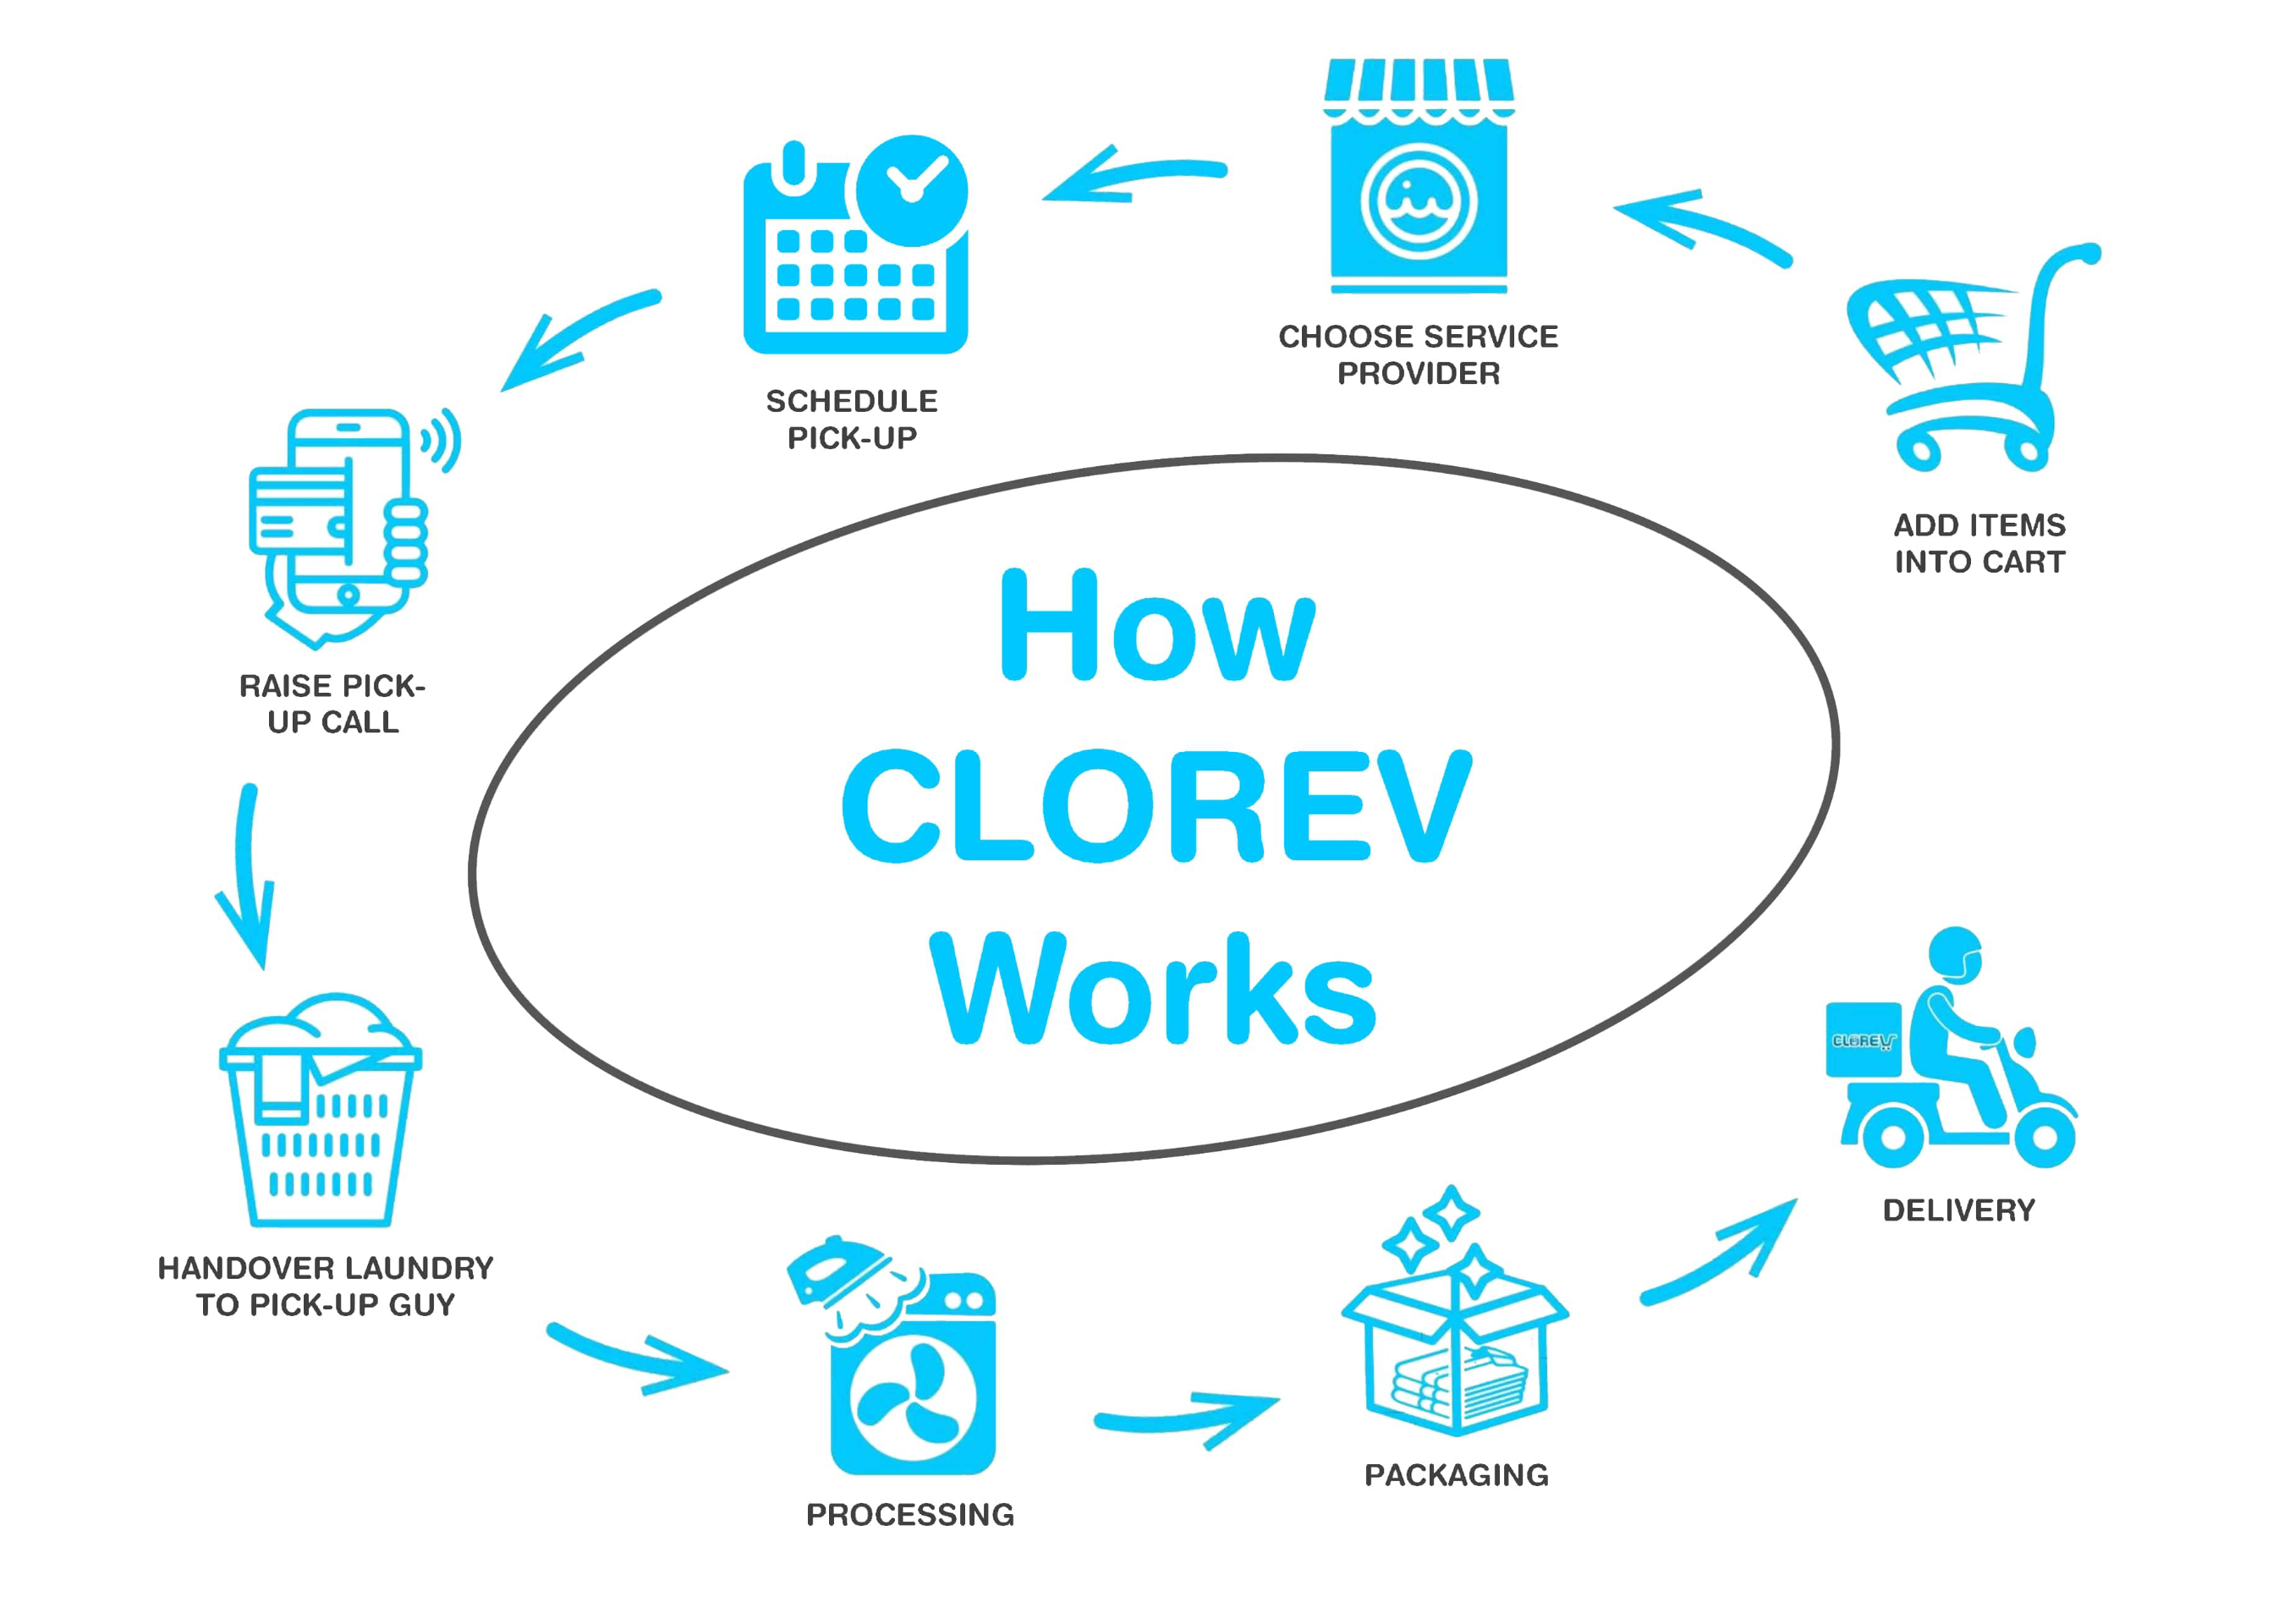 CHOOSE SERVICE
PROVIDER
SCHEDULE
PICK-UP
ADD ITEMS
INTO CART
RAISE PICK-
UP CALL
How
CLOREV
Works
CLOREV
DELIVERY
HANDOVER LAUNDRY
TO PICK-UP GUY
PACKAGING
PROCESSING